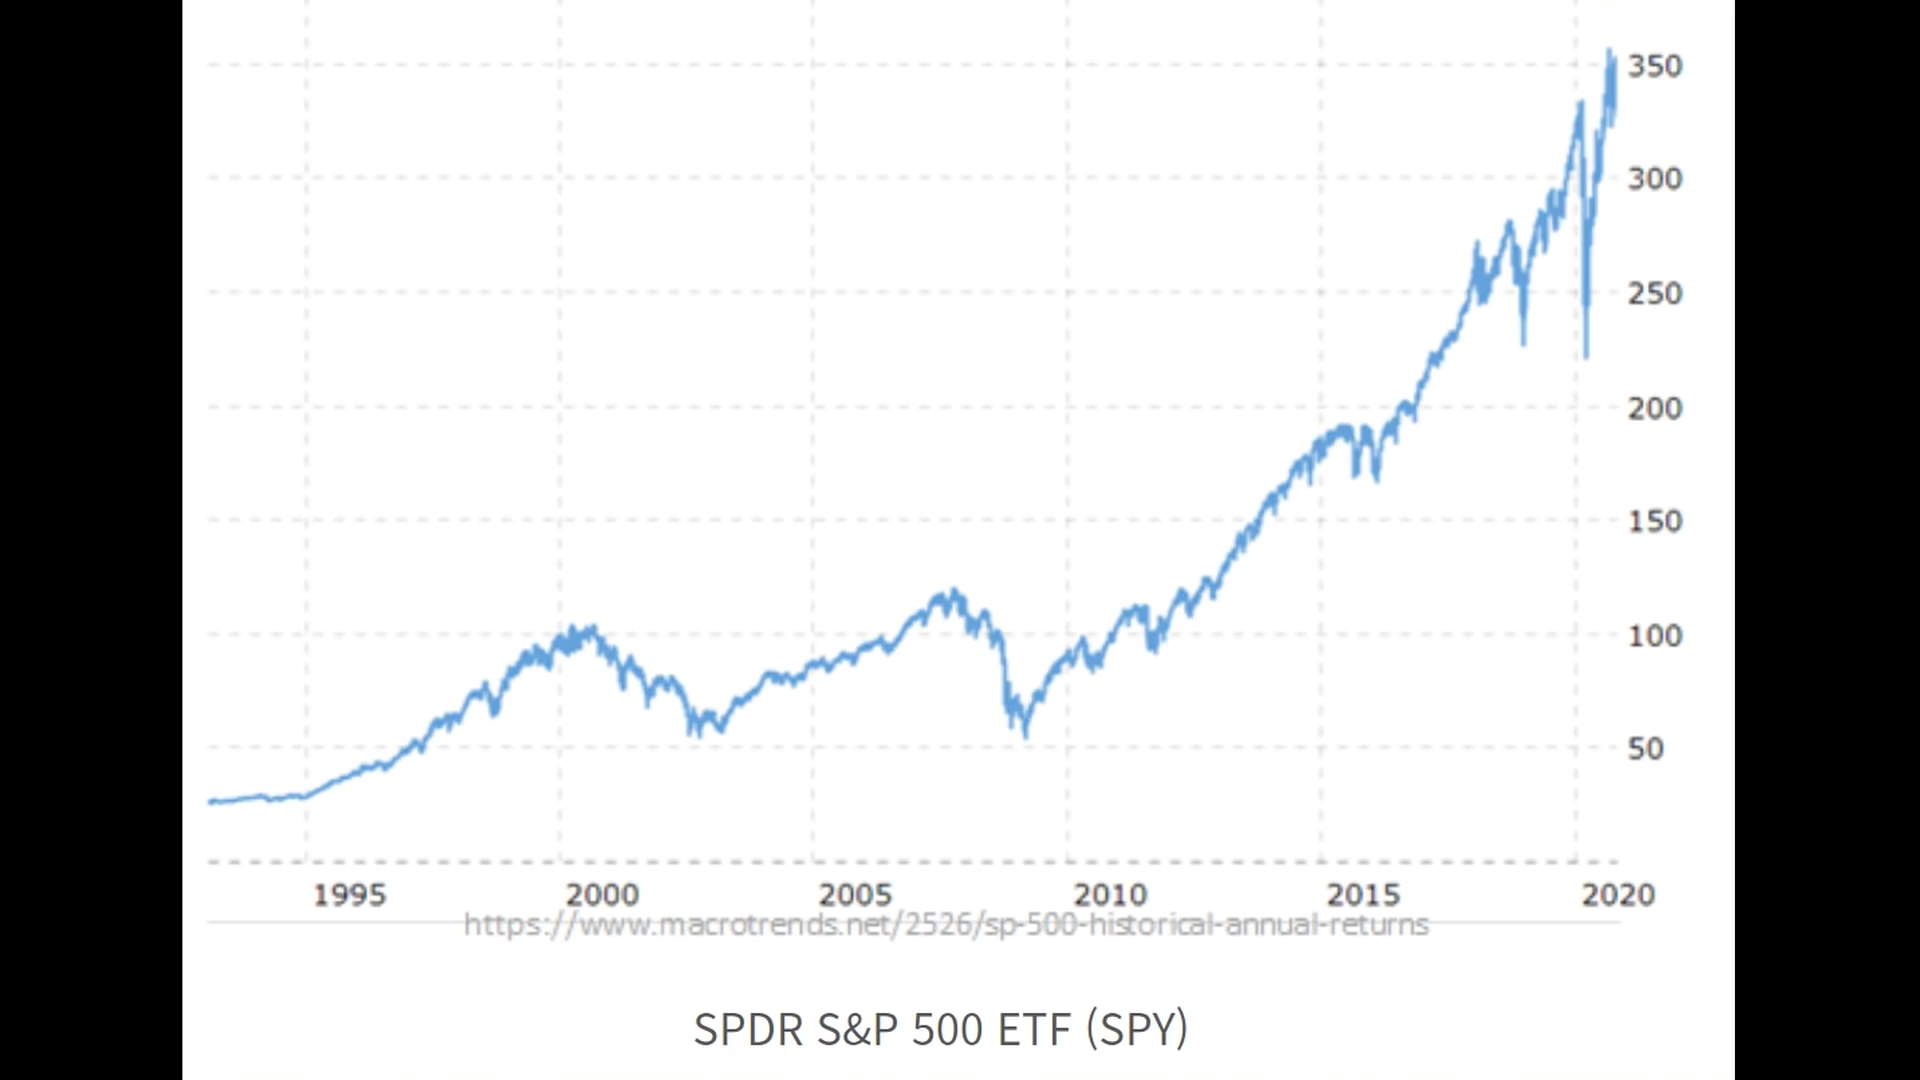 350
300
250
200
150
100
50
1995 2000 2005 2010 2015 2020
https://www.macrotrends.net/2526/sp-500-historical-annual-returns
SPDR S&P 500 ETF (SPY)